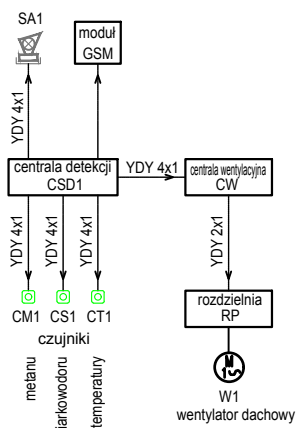 SA1
moduł
GSM
YDY 4x1
centrala detekcji
CSD1
YDY 4x1
centrala wentylacyjna
CW
YDY 4x1
YDY 4x1
YDY 4x1
YDY 2x1
CM1
CS1
CT1
czujniki
metanu
iarkowodoru
temperatury
rozdzielnia
RP
M
W1
wentylator dachowy